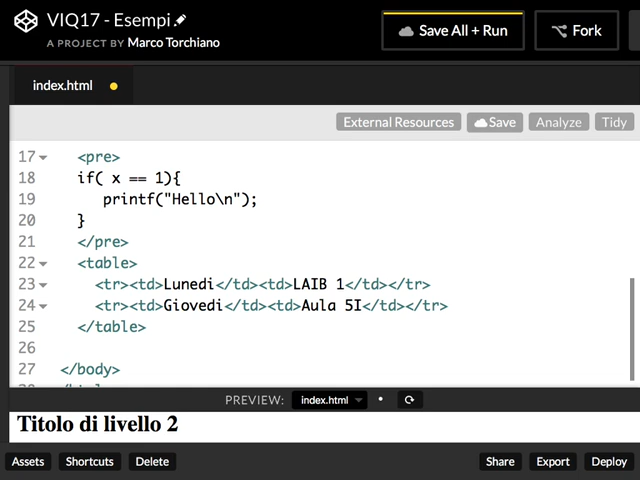 VIQ17 - Esempi
A PROJECT BY Marco Torchiano
Save All + Run
Fork
index.html
External Resources Save Analyze Tidy
17 <pre>
18 if( x == 1){
19 printf("Hello\n");
20 }
21 </pre>
22 <table>
23 <tr><td>Lunedi</td><td>LAIB 1</td></tr>
24 <tr><td>Giovedi</td><td>Aula 5I</td></tr>
25 </table>
26
27 </body>
PREVIEW: index.html
Titolo di livello 2
Assets Shortcuts Delete Share Export Deploy